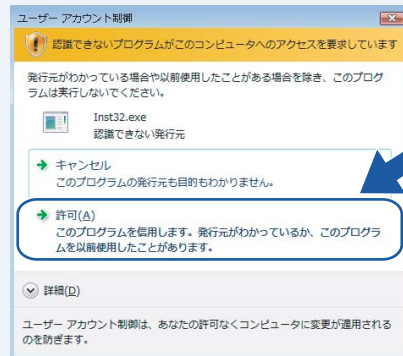 ユーザー アカウント制御
認識できないプログラムがこのコンピュータへのアクセスを要求しています
発行元がわかっている場合や以前使用したことがある場合を除き、このプログ
ラムは実行しないでください。
Inst32.exe
認識できない発行元
キャンセル
このプログラムの発行元も目的もわかりません。
許可(A)
このプログラムを信用します。発行元がわかっているか、このプログラ
ムを以前使用したことがあります。
詳細(D)
ユーザー アカウント制御は、あなたの許可なくコンピュータに変更が適用される
のを防ぎます。